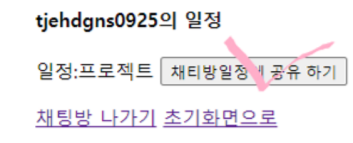 tjehdgns0925의 일정
일정:프로젝트 채티방일정 공유 하기
채팅방 나가기 초기화면으로